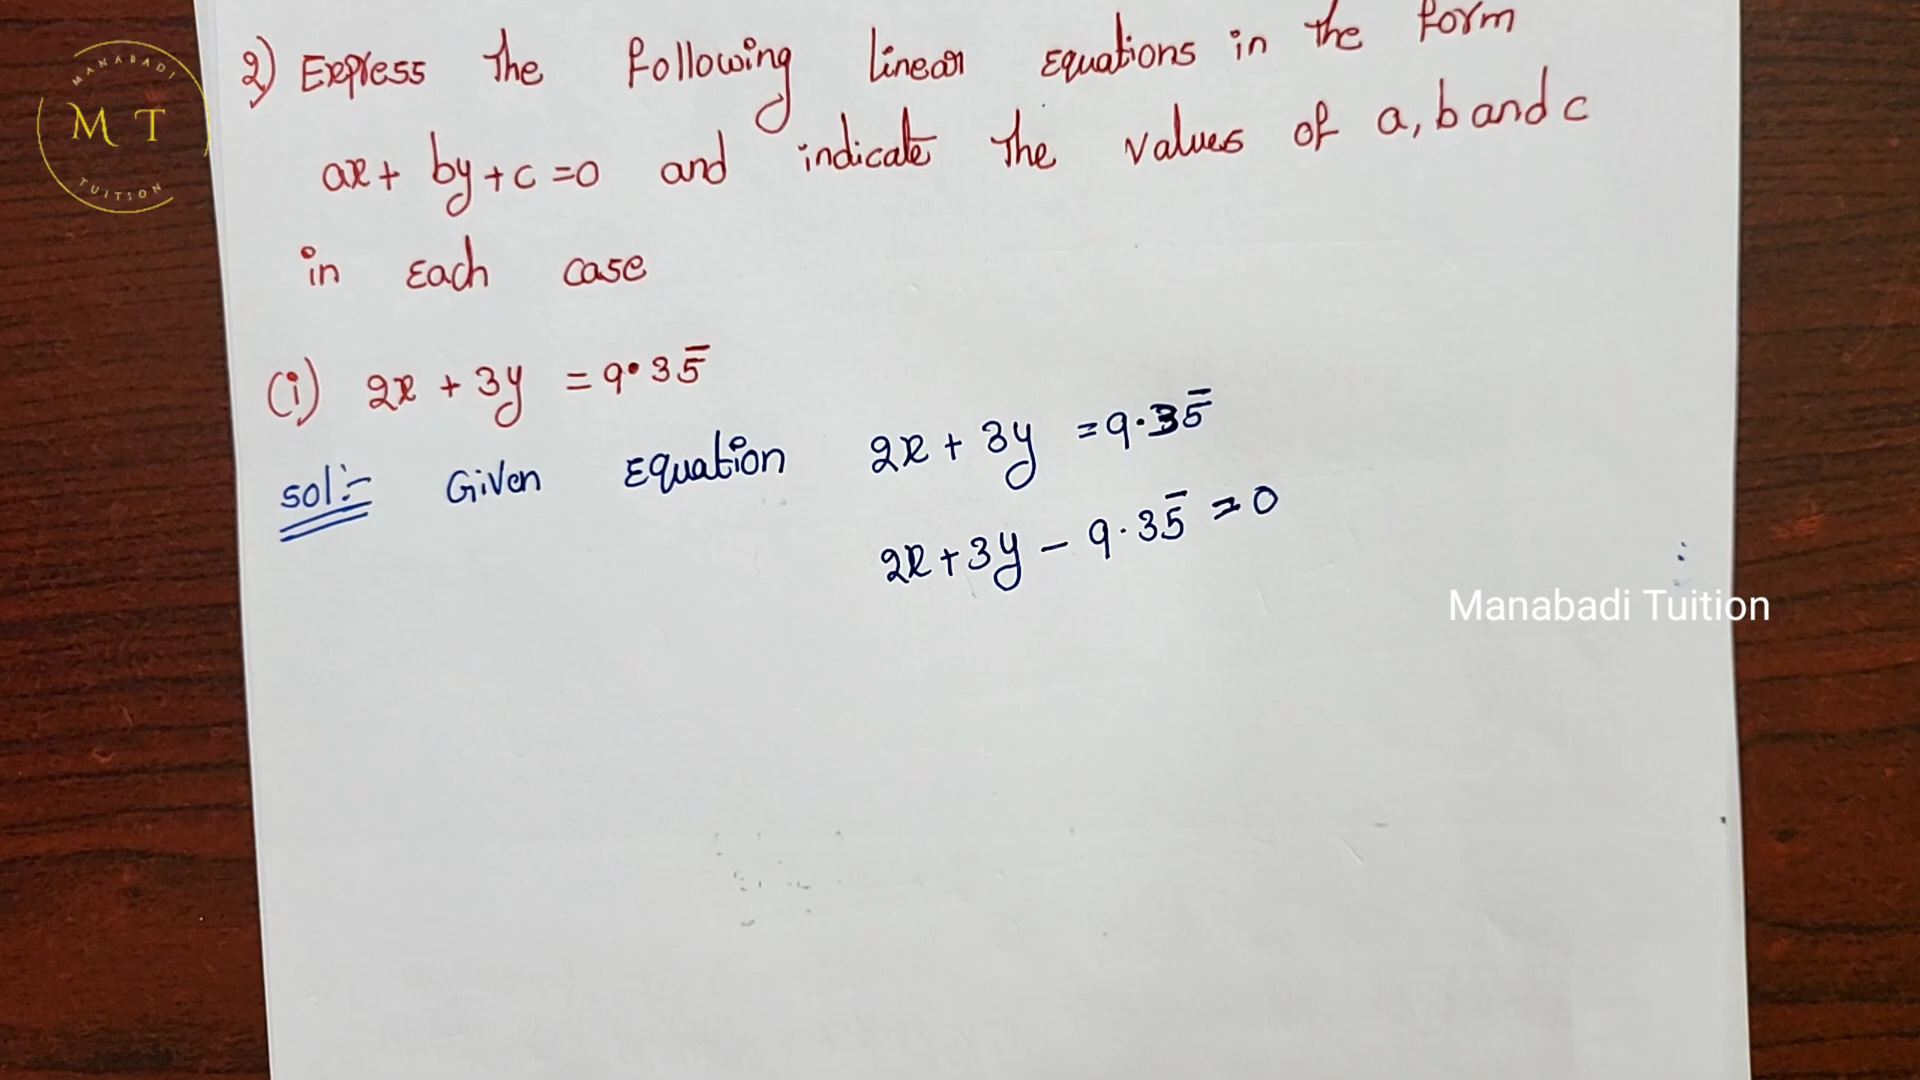 MANABADI
M T
TUITION
2) Express the following linear equations in the form
ax + by + c = 0 and indicate the values of a, b and c
in each case
(i) 2x + 3y = 9.35̅
Sol:- Given equation 2x + 3y = 9.35̅
2x + 3y - 9.35̅ = 0
Manabadi Tuition